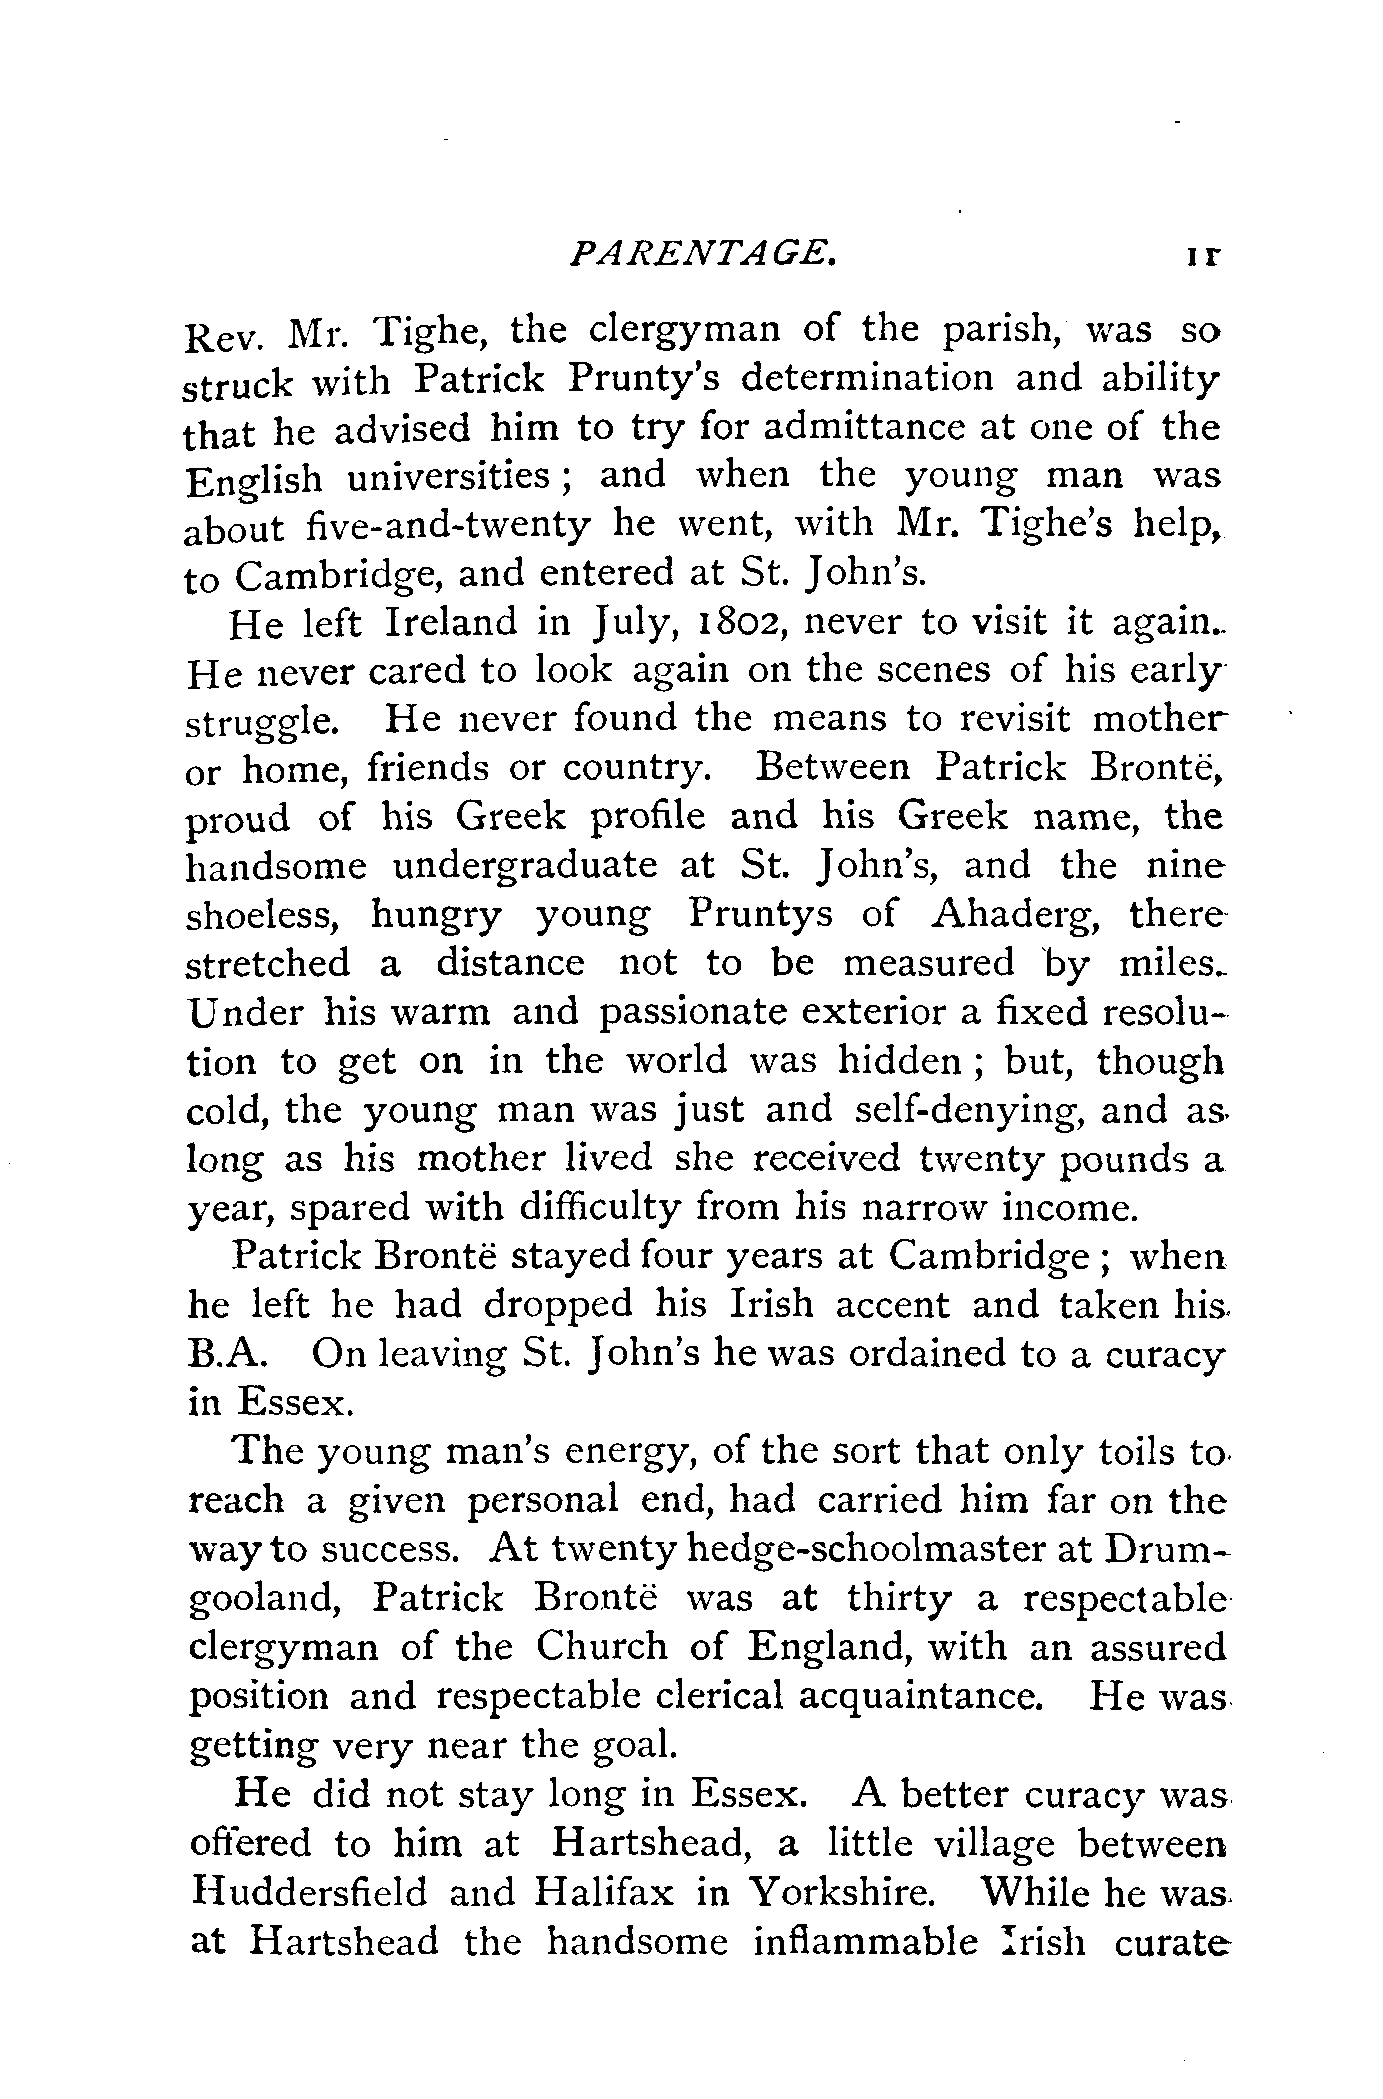 PARENTAGE. 11
Rev. Mr. Tighe, the clergyman of the parish, was so
struck with Patrick Prunty's determination and ability
that he advised him to try for admittance at one of the
English universities ; and when the young man was
about five-and-twenty he went, with Mr. Tighe's help,
to Cambridge, and entered at St. John's.
He left Ireland in July, 1802, never to visit it again.
He never cared to look again on the scenes of his early
struggle. He never found the means to revisit mother
or home, friends or country. Between Patrick Brontë,
proud of his Greek profile and his Greek name, the
handsome undergraduate at St. John's, and the nine
shoeless, hungry young Pruntys of Ahaderg, there
stretched a distance not to be measured by miles.
Under his warm and passionate exterior a fixed resolu-
tion to get on in the world was hidden ; but, though
cold, the young man was just and self-denying, and as
long as his mother lived she received twenty pounds a
year, spared with difficulty from his narrow income.
Patrick Brontë stayed four years at Cambridge ; when
he left he had dropped his Irish accent and taken his
B.A. On leaving St. John's he was ordained to a curacy
in Essex.
The young man's energy, of the sort that only toils to
reach a given personal end, had carried him far on the
way to success. At twenty hedge-schoolmaster at Drum-
gooland, Patrick Brontë was at thirty a respectable
clergyman of the Church of England, with an assured
position and respectable clerical acquaintance. He was
getting very near the goal.
He did not stay long in Essex. A better curacy was
offered to him at Hartshead, a little village between
Huddersfield and Halifax in Yorkshire. While he was
at Hartshead the handsome inflammable Irish curate